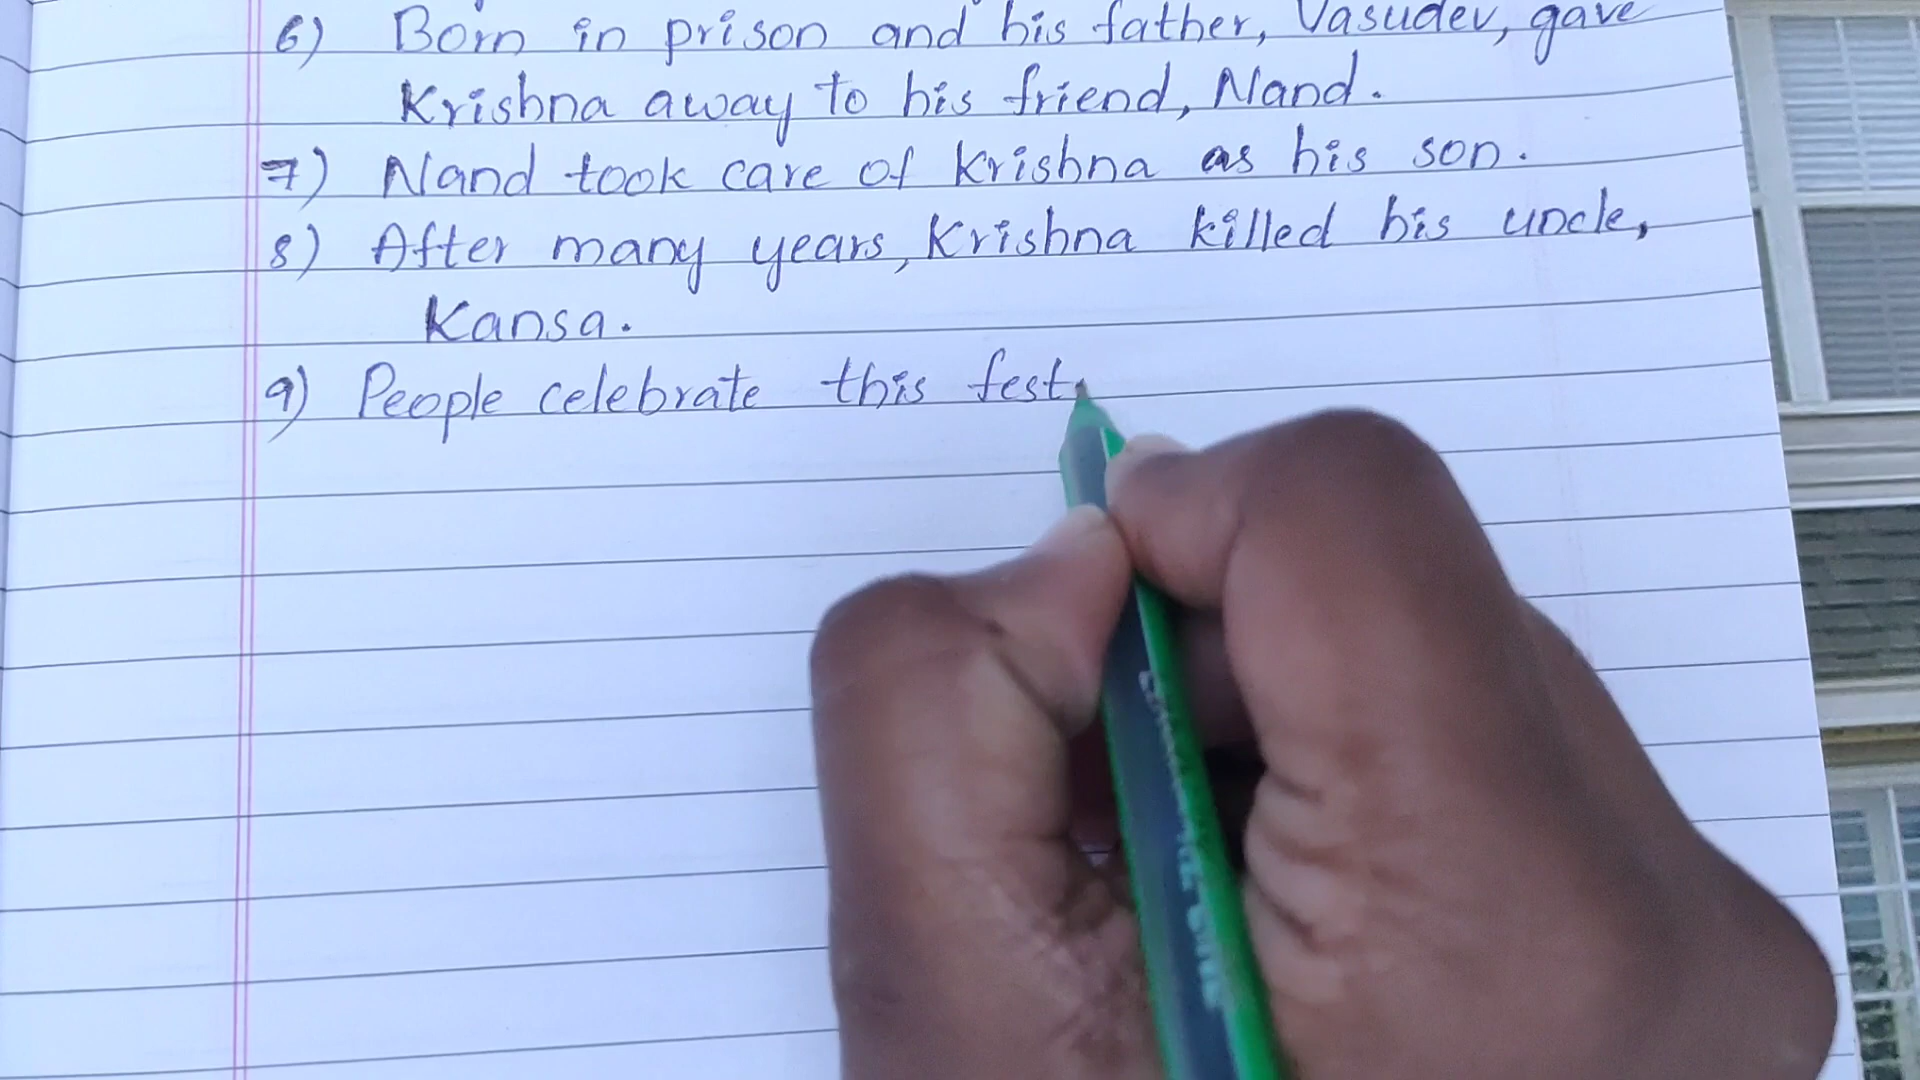 6) Born in prison and his father, Vasudev, gave
Krishna away to his friend, Nand.
7) Nand took care of Krishna as his son.
8) After many years, Krishna killed his uncle,
Kansa.
9) People celebrate this fest